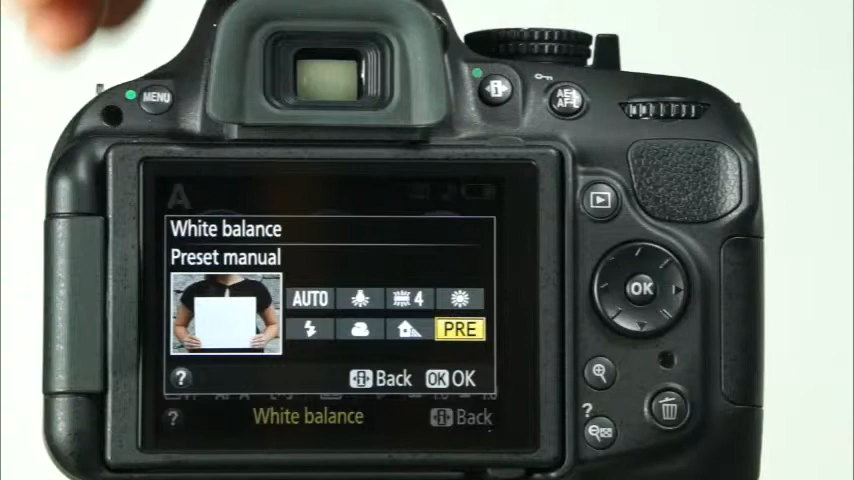 MENU
AE-L
AF-L
A
White balance
Preset manual
AUTO
4
PRE
OK
? i Back OK OK
? White balance i Back
?